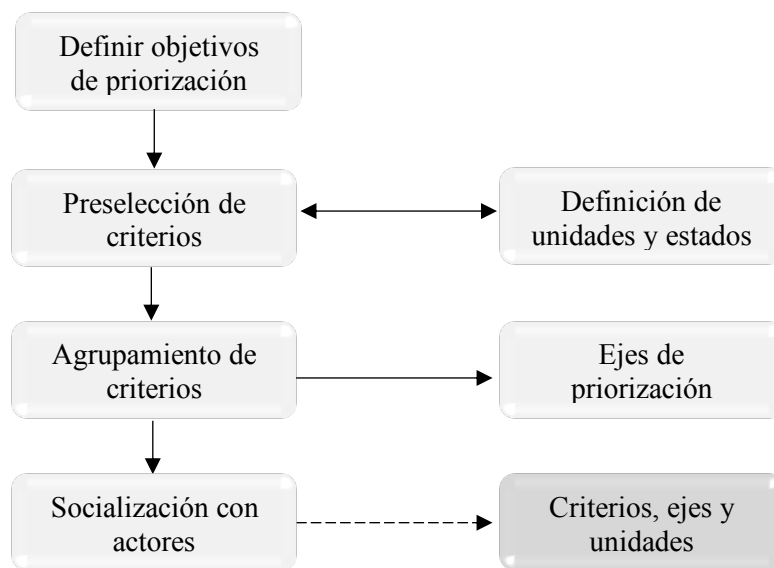 Definir objetivos
de priorización
Preselección de
criterios
Definición de
unidades y estados
Agrupamiento de
criterios
Ejes de
priorización
Socialización con
actores
Criterios, ejes y
unidades